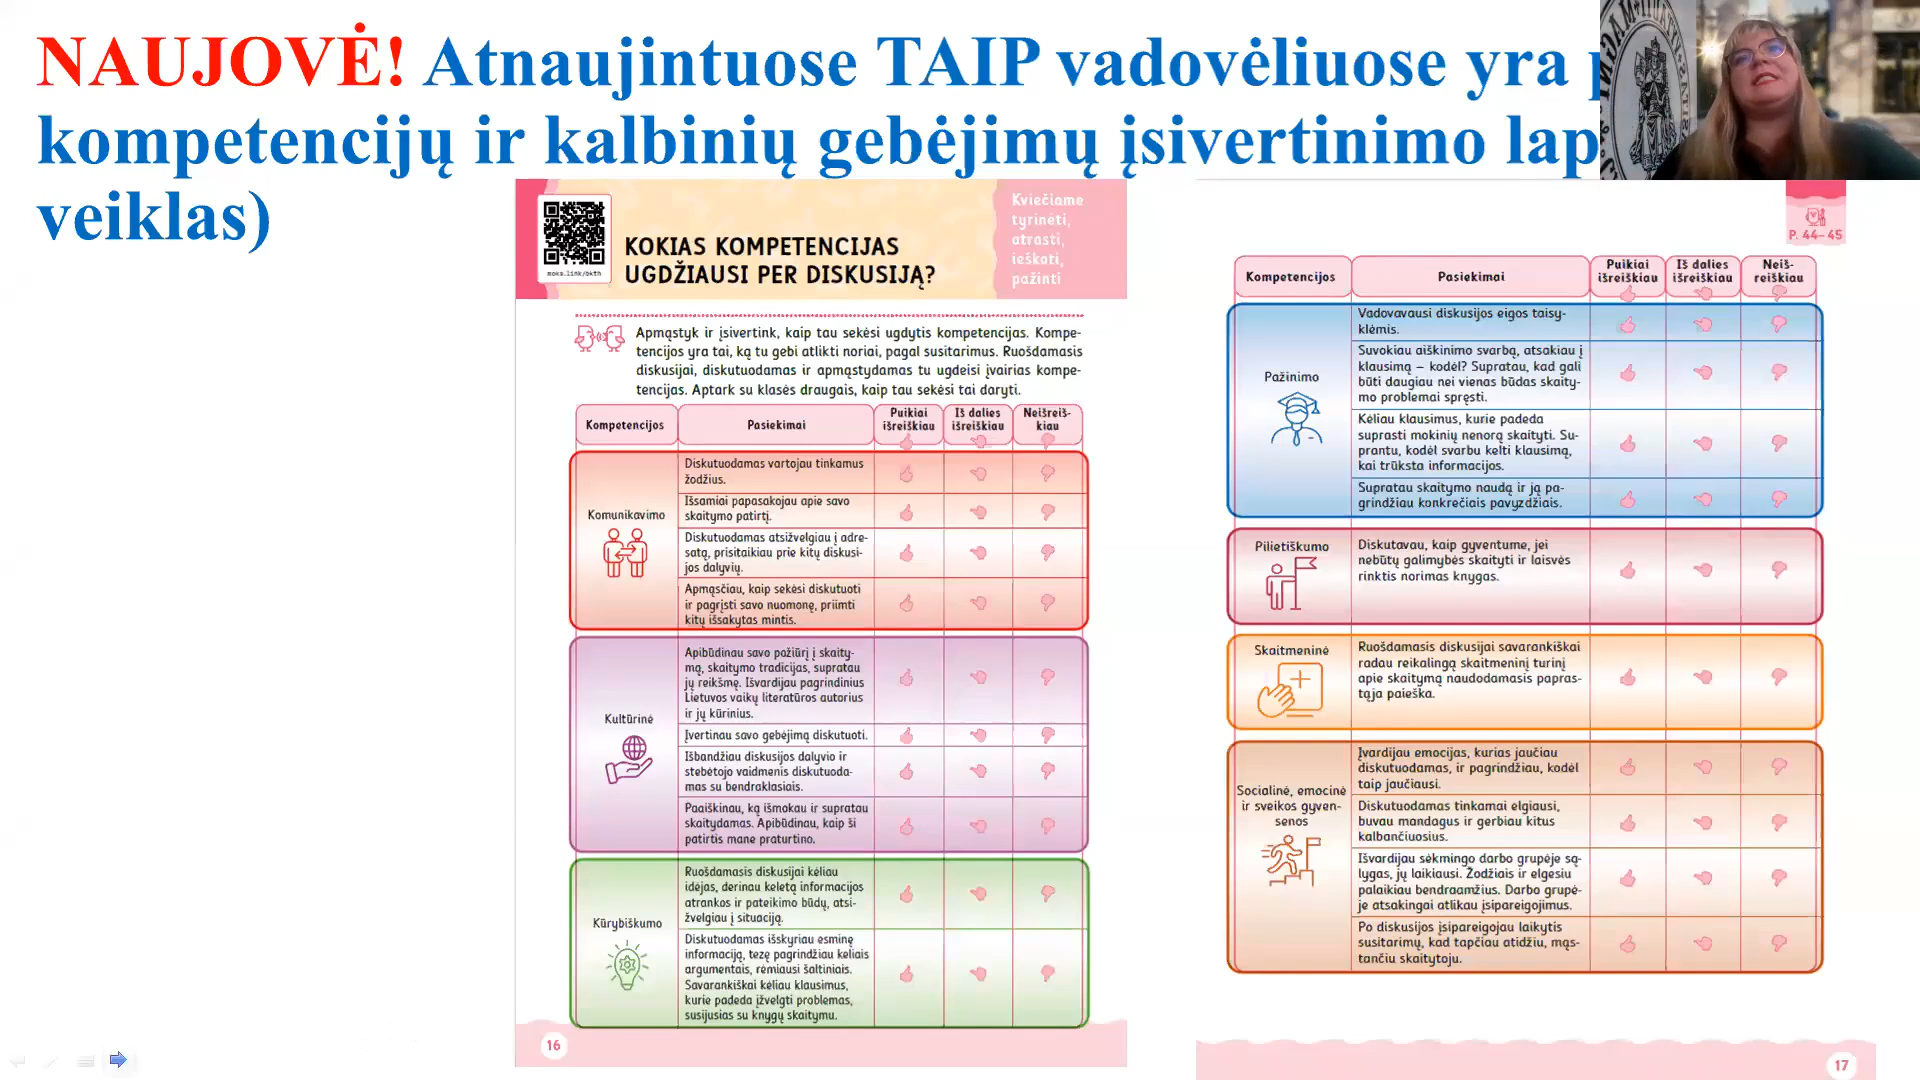 NAUJOVĖ! Atnaujintuose TAIP vadovėliuose yra
kompetencijų ir kalbinių gebėjimų įsivertinimo lap
veiklas)
moks.link/bkth
KOKIAS KOMPETENCIJAS
UGDŽIAUSI PER DISKUSIJĄ?
Kviečiame
tyrinėti,
atrasti,
ieškoti,
pažinti
Apmąstyk ir įsivertink, kaip tau sekėsi ugdytis kompetencijas. Kompe-
tencijos yra tai, ką tu gebi atlikti noriai, pagal susitarimus. Ruošdamasis
diskusijai, diskutuodamas ir apmąstydamas tu ugdeisi įvairias kompe-
tencijas. Aptark su klasės draugais, kaip tau sekėsi tai daryti.
Kompetencijos
Pasiekimai
Puikiai
išreiškiau
Iš dalies
išreiškiau
Neišreiš-
kiau
Komunikavimo
Diskutuodamas vartojau tinkamus
žodžius.
Išsamiai papasakojau apie savo
skaitymo patirtį.
Diskutuodamas atsižvelgiau į adre-
satą, prisitaikiau prie kitų diskusi-
jos dalyvių.
Apmąsčiau, kaip sekėsi diskutuoti
ir pagrįsti savo nuomonę, priimti
kitų išsakytas mintis.
Kultūrinė
Apibūdinau savo požiūrį į skaity-
mą, skaitymo tradicijas, supratau
jų reikšmę. Išvardijau pagrindinius
Lietuvos vaikų literatūros autorius
ir jų kūrinius.
Įvertinau savo gebėjimą diskutuoti.
Išbandžiau diskusijos dalyvio ir
stebėtojo vaidmenis diskutuoda-
mas su bendraklasiais.
Paaiškinau, ką išmokau ir supratau
skaitydamas. Apibūdinau, kaip ši
patirtis mane praturtino.
Kūrybiškumo
Ruošdamasis diskusijai kėliau
idėjas, derinau keletą informacijos
atrankos ir pateikimo būdų, atsi-
žvelgiau į situaciją.
Diskutuodamas išskyriau esminę
informaciją, tezę pagrindžiau keliais
argumentais, rėmiausi šaltiniais.
Savarankiškai kėliau klausimus,
kurie padeda įžvelgti problemas,
susijusias su knygų skaitymu.
16
P. 44–45
Kompetencijos
Pasiekimai
Puikiai
išreiškiau
Iš dalies
išreiškiau
Neiš-
reiškiau
Pažinimo
Vadovavausi diskusijos eigos taisy-
klėmis.
Suvokiau aiškinimo svarbą, atsakiau į
klausimą – kodėl? Supratau, kad gali
būti daugiau nei vienas būdas skaity-
mo problemai spręsti.
Kėliau klausimus, kurie padeda
suprasti mokinių nenorą skaityti. Su-
prantu, kodėl svarbu kelti klausimą,
kai trūksta informacijos.
Supratau skaitymo naudą ir ją pa-
grindžiau konkrečiais pavyzdžiais.
Pilietiškumo
Diskutavau, kaip gyventume, jei
nebūtų galimybės skaityti ir laisvės
rinktis norimas knygas.
Skaitmeninė
Ruošdamasis diskusijai savarankiškai
radau reikalingą skaitmeninį turinį
apie skaitymą naudodamasis papras-
tąja paieška.
Socialinė, emocinė
ir sveikos gyven-
senos
Įvardijau emocijas, kurias jaučiau
diskutuodamas, ir pagrindžiau, kodėl
taip jaučiausi.
Diskutuodamas tinkamai elgiausi,
buvau mandagus ir gerbiau kitus
kalbančiuosius.
Išvardijau sėkmingo darbo grupėje są-
lygas, jų laikiausi. Žodžiais ir elgesiu
palaikiau bendraamžius. Darbo grupė-
je atsakingai atlikau įsipareigojimus.
Po diskusijos įsipareigojau laikytis
susitarimų, kad tapčiau atidžiu, mąs-
tančiu skaitytoju.
17